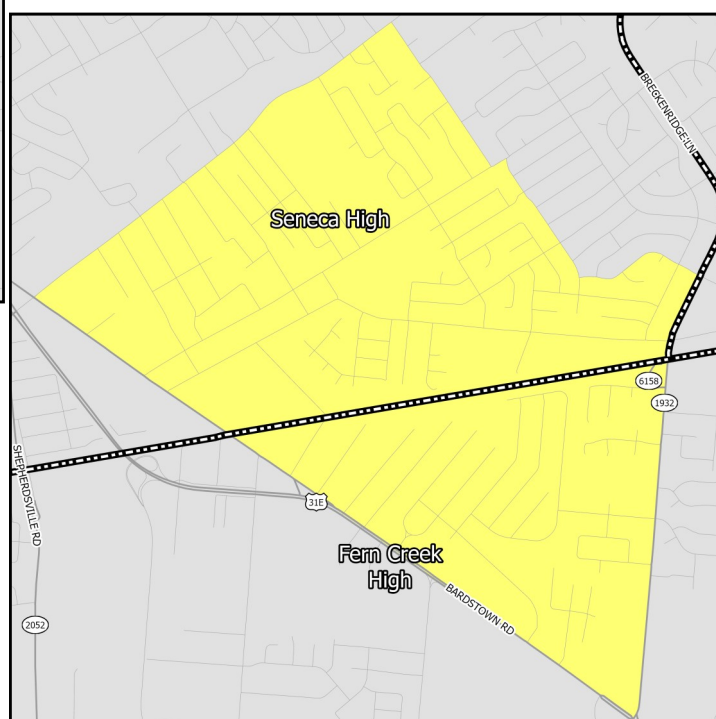 BRECKENRIDGE LN
Seneca High
6158
1932
SHEPHERDSVILLE RD
31E
Fern Creek
High
BARDSTOWN RD
2052